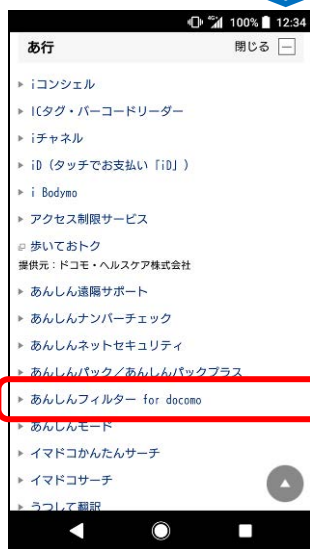 100% 12:34
あ行 閉じる
iコンシェル
ICタグ・バーコードリーダー
iチャネル
iD（タッチでお支払い「iD」）
i Bodymo
アクセス制限サービス
歩いておトク
提供元：ドコモ・ヘルスケア株式会社
あんしん遠隔サポート
あんしんナンバーチェック
あんしんネットセキュリティ
あんしんパック／あんしんパックプラス
あんしんフィルター for docomo
あんしんモード
イマドコかんたんサーチ
イマドコサーチ
うつして翻訳